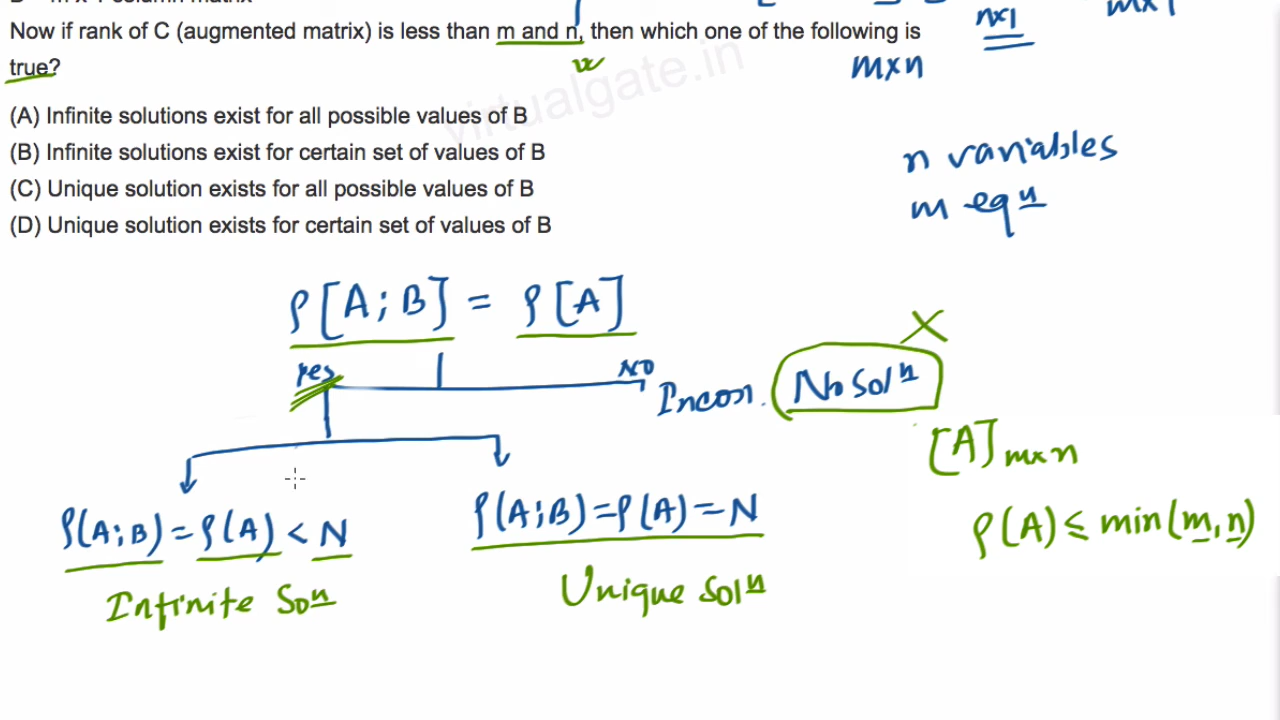 Now if rank of C (augmented matrix) is less than m and n, then which one of the following is
true?
n×1
m×n
(A) Infinite solutions exist for all possible values of B
(B) Infinite solutions exist for certain set of values of B
(C) Unique solution exists for all possible values of B
(D) Unique solution exists for certain set of values of B
virtualgate.in
n variables
m eqn
ρ[A;B] = ρ[A]
Yes
NO
Incon. No Soln
[A]m×n
ρ(A;B)=ρ(A)<N
ρ(A;B)=ρ(A)=N
ρ(A)≤min(m,n)
Infinite Son
Unique Soln